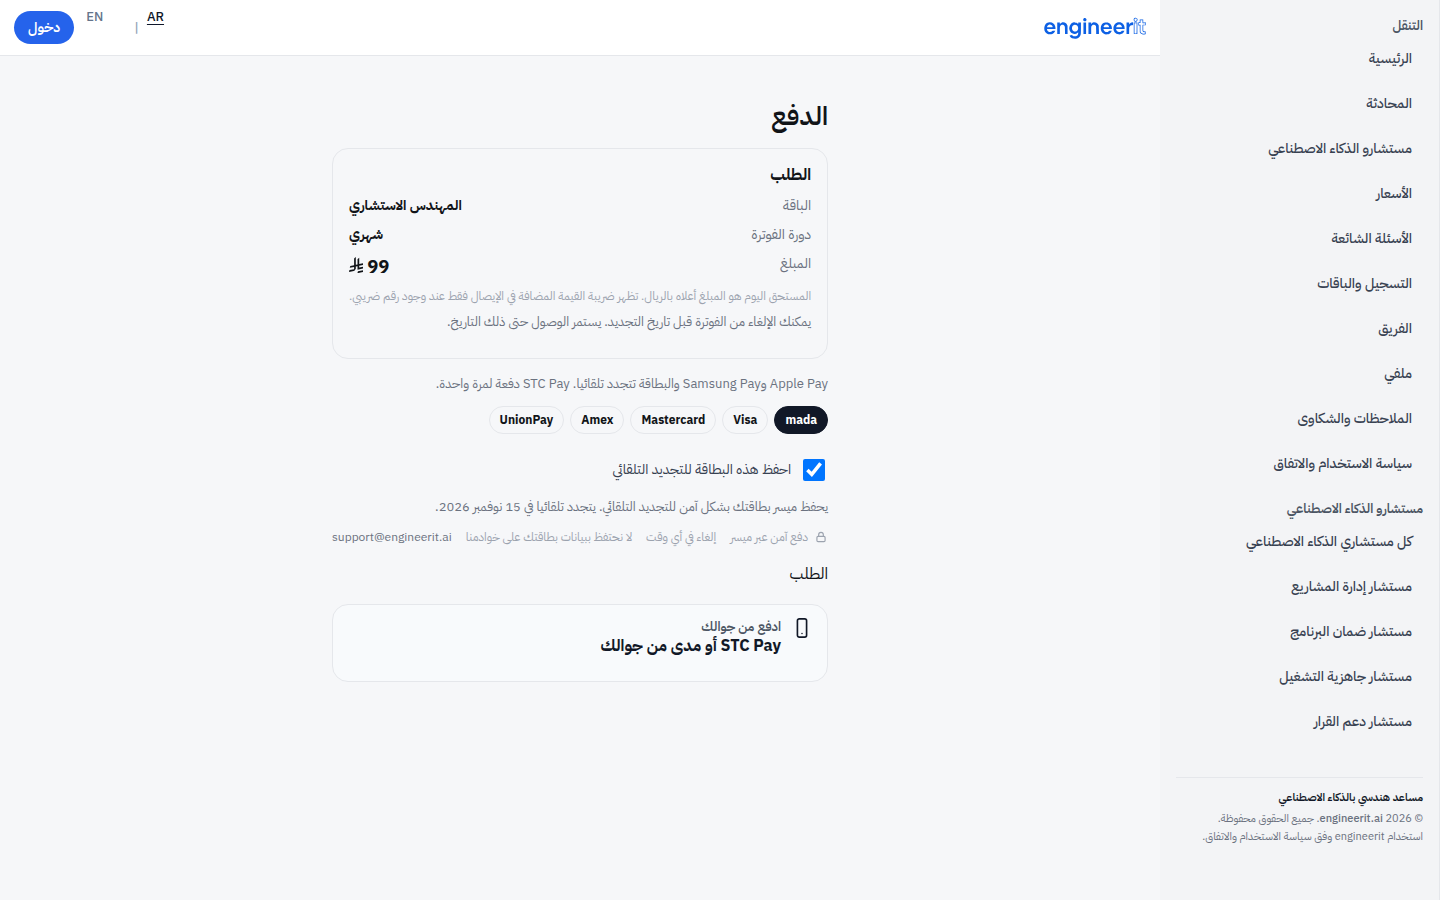 engineerit
AR | EN
دخول
التنقل
الرئيسية
المحادثة
مستشارو الذكاء الاصطناعي
الأسعار
الأسئلة الشائعة
التسجيل والباقات
الفريق
ملفي
الملاحظات والشكاوى
سياسة الاستخدام والاتفاق
مستشارو الذكاء الاصطناعي
كل مستشاري الذكاء الاصطناعي
مستشار إدارة المشاريع
مستشار ضمان البرنامج
مستشار جاهزية التشغيل
مستشار دعم القرار
مساعد هندسي بالذكاء الاصطناعي
© 2026 engineerit.ai. جميع الحقوق محفوظة.
استخدام engineerit وفق سياسة الاستخدام والاتفاق.
الدفع
الطلب
الباقة المهندس الاستشاري
دورة الفوترة شهري
المبلغ 99 ⃁
المستحق اليوم هو المبلغ أعلاه بالريال. تظهر ضريبة القيمة المضافة في الإيصال فقط عند وجود رقم ضريبي.
يمكنك الإلغاء من الفوترة قبل تاريخ التجديد. يستمر الوصول حتى ذلك التاريخ.
Apple Pay وSamsung Pay والبطاقة تتجدد تلقائيا. STC Pay دفعة لمرة واحدة.
mada Visa Mastercard Amex UnionPay
احفظ هذه البطاقة للتجديد التلقائي
يحفظ ميسر بطاقتك بشكل آمن للتجديد التلقائي. يتجدد تلقائيا في 15 نوفمبر 2026.
دفع آمن عبر ميسر إلغاء في أي وقت لا نحتفظ ببيانات بطاقتك على خوادمنا support@engineerit.ai
الطلب
ادفع من جوالك
STC Pay أو مدى من جوالك